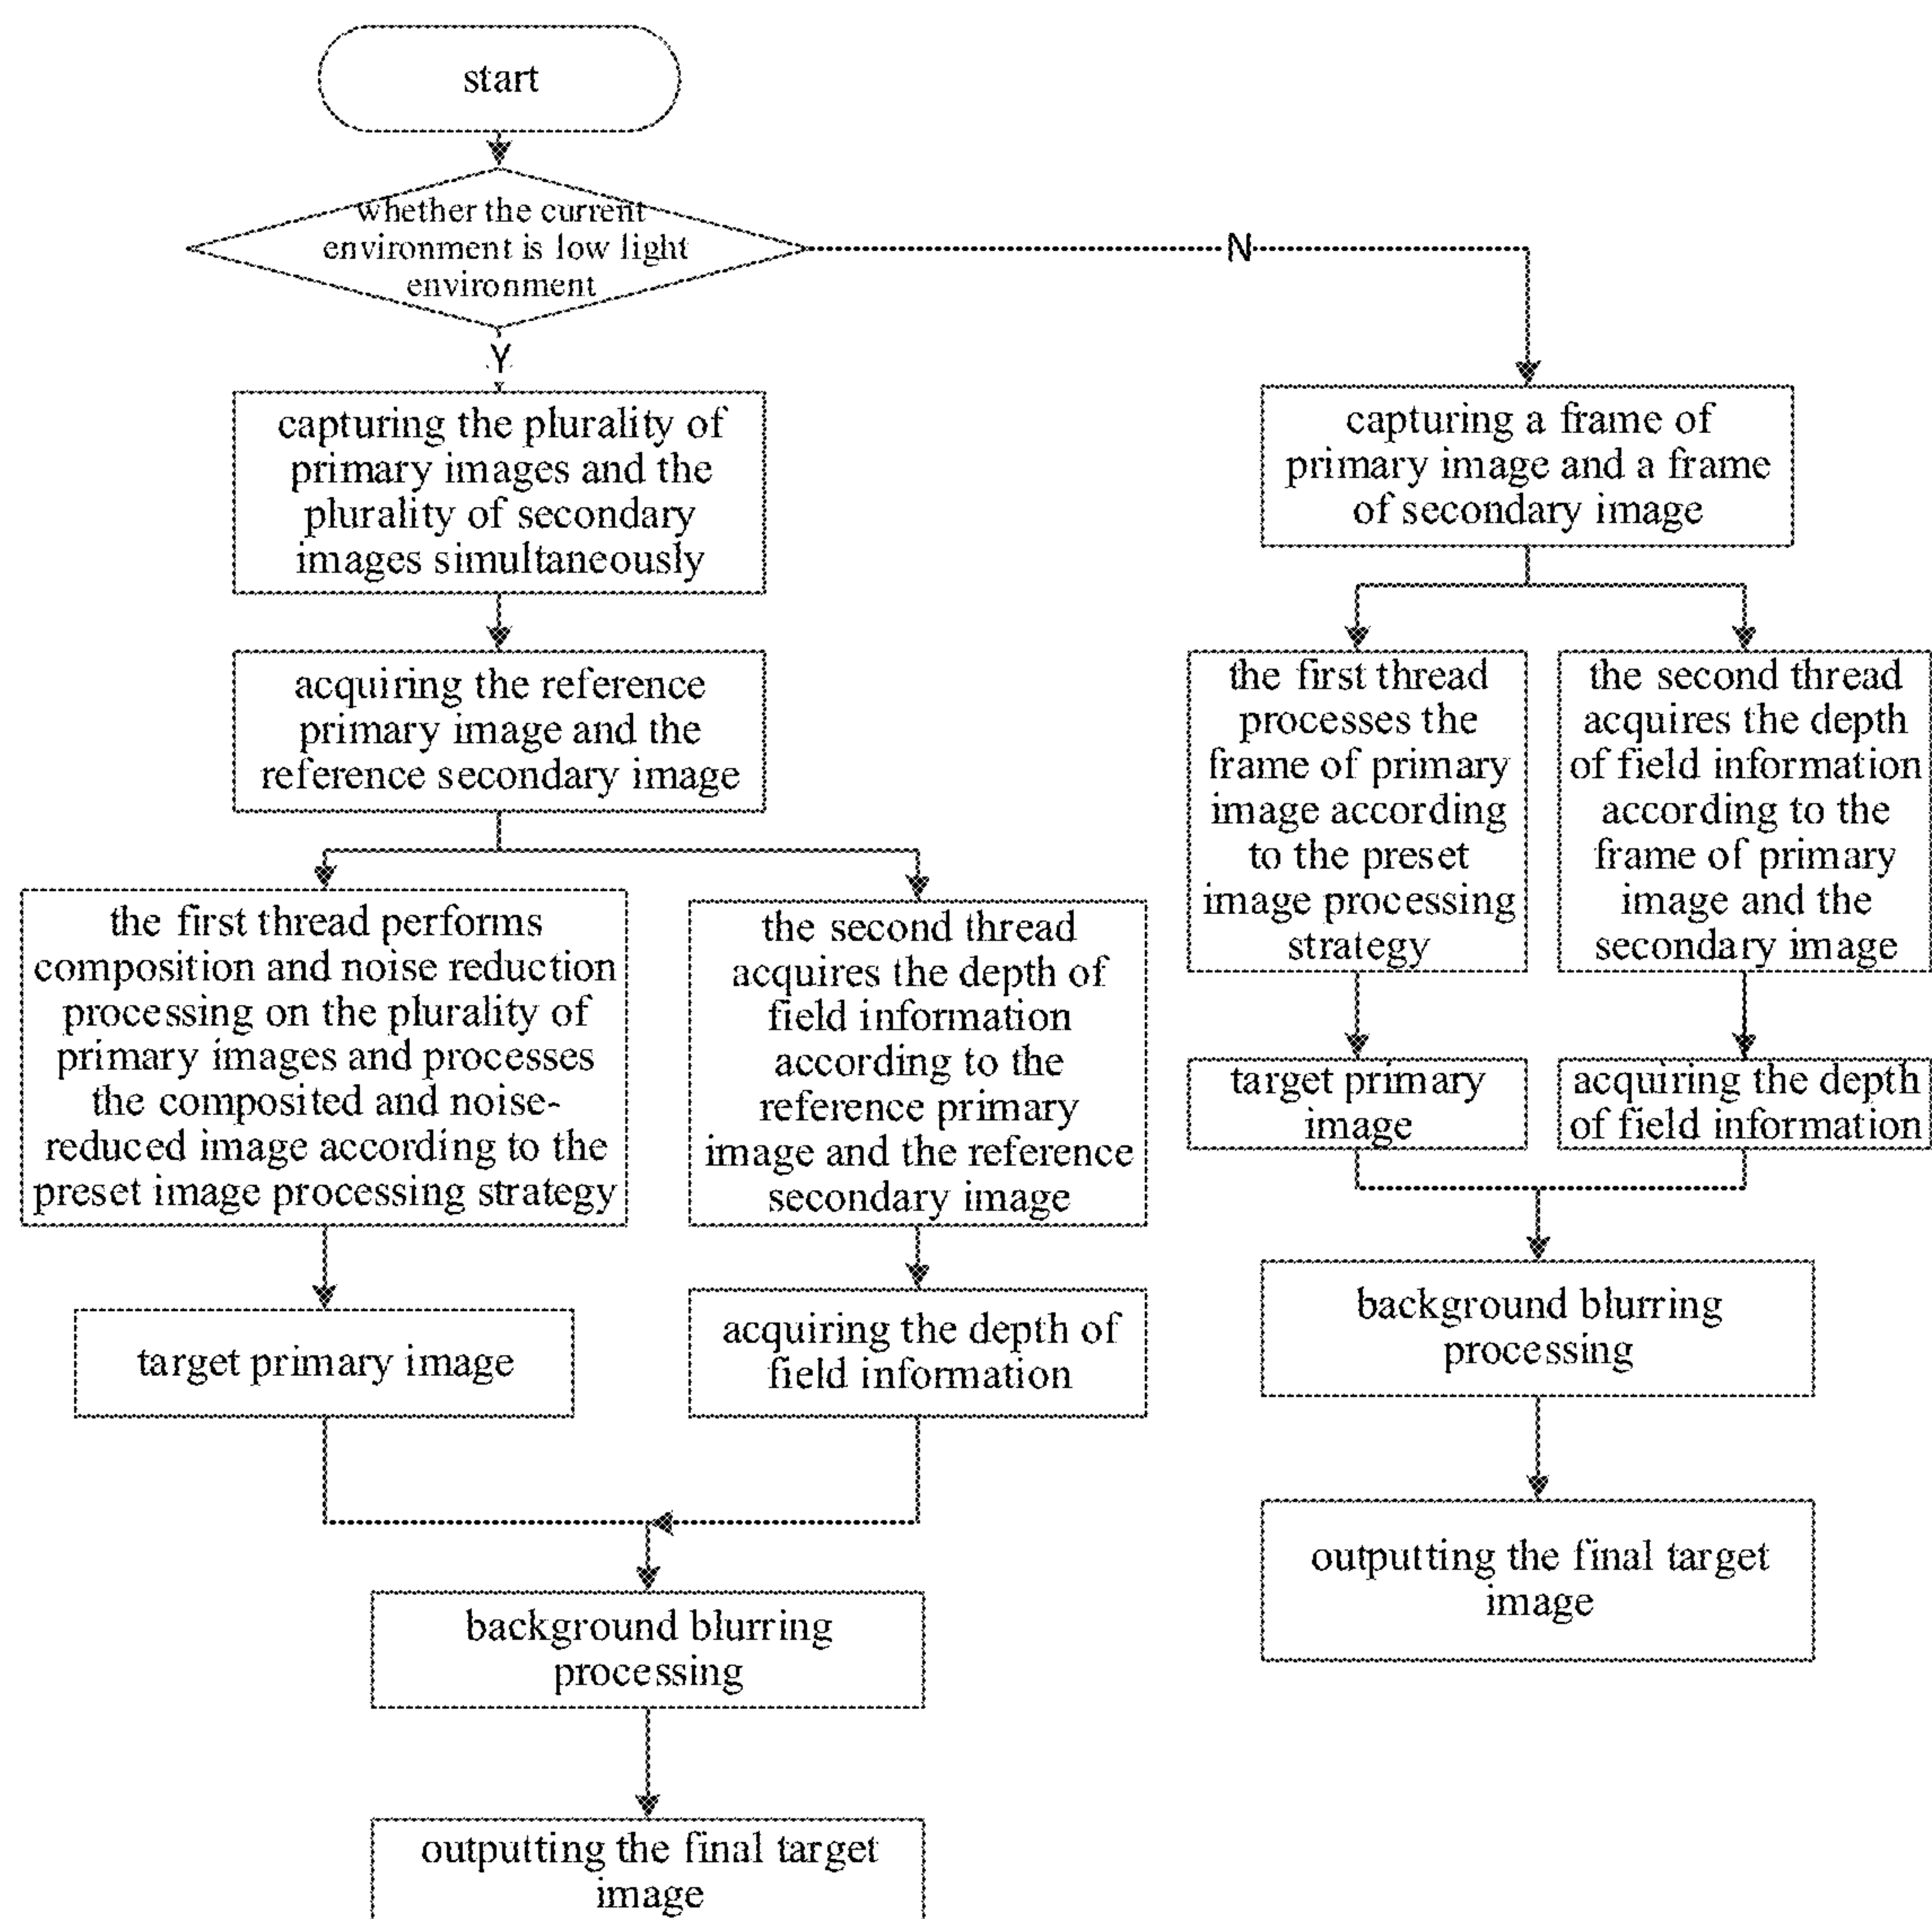 start
whether the current
environment is low light
environment
N
Y
capturing the plurality of
primary images and the
plurality of secondary
images simultaneously
acquiring the reference
primary image and the
reference secondary image
the first thread performs
composition and noise reduction
processing on the plurality of
primary images and processes
the composited and noise-
reduced image according to the
preset image processing strategy
the second thread
acquires the depth of
field information
according to the
reference primary
image and the reference
secondary image
target primary image
acquiring the depth of
field information
background blurring
processing
outputting the final target
image
capturing a frame of
primary image and a frame
of secondary image
the first thread
processes the
frame of primary
image according
to the preset
image processing
strategy
the second thread
acquires the depth
of field information
according to the
frame of primary
image and the
secondary image
target primary
image
acquiring the depth
of field information
background blurring
processing
outputting the final target
image